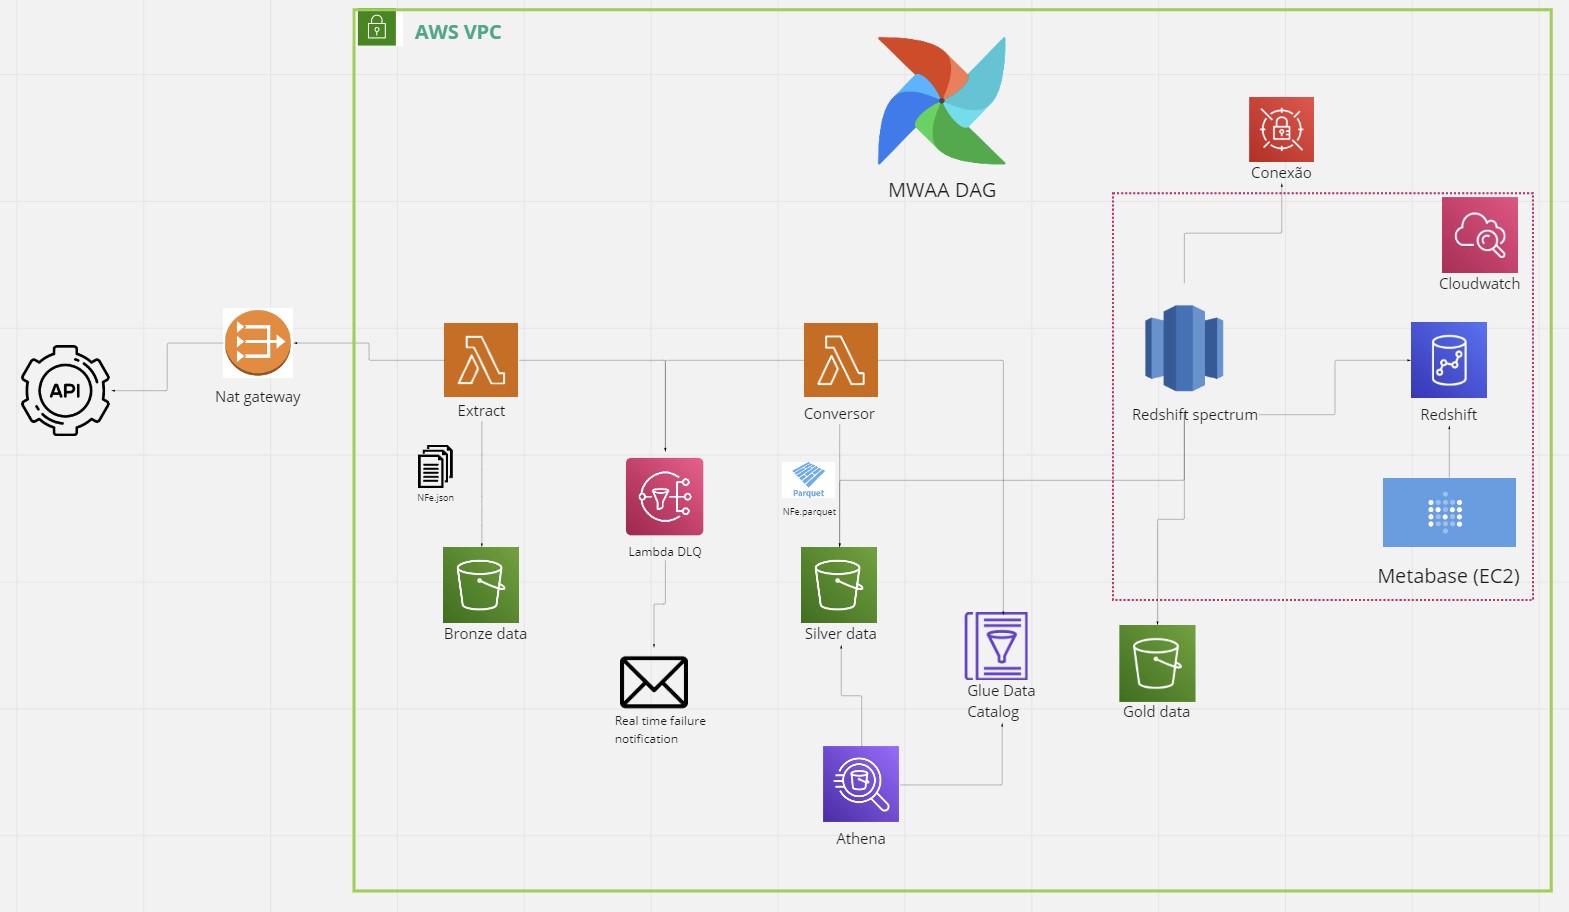 AWS VPC
MWAA DAG
Conexão
Cloudwatch
API
Nat gateway
Extract
Conversor
Redshift spectrum
Redshift
NFe.json
Parquet
NFe.parquet
Lambda DLQ
Metabase (EC2)
Bronze data
Silver data
Glue Data
Catalog
Gold data
Real time failure
notification
Athena